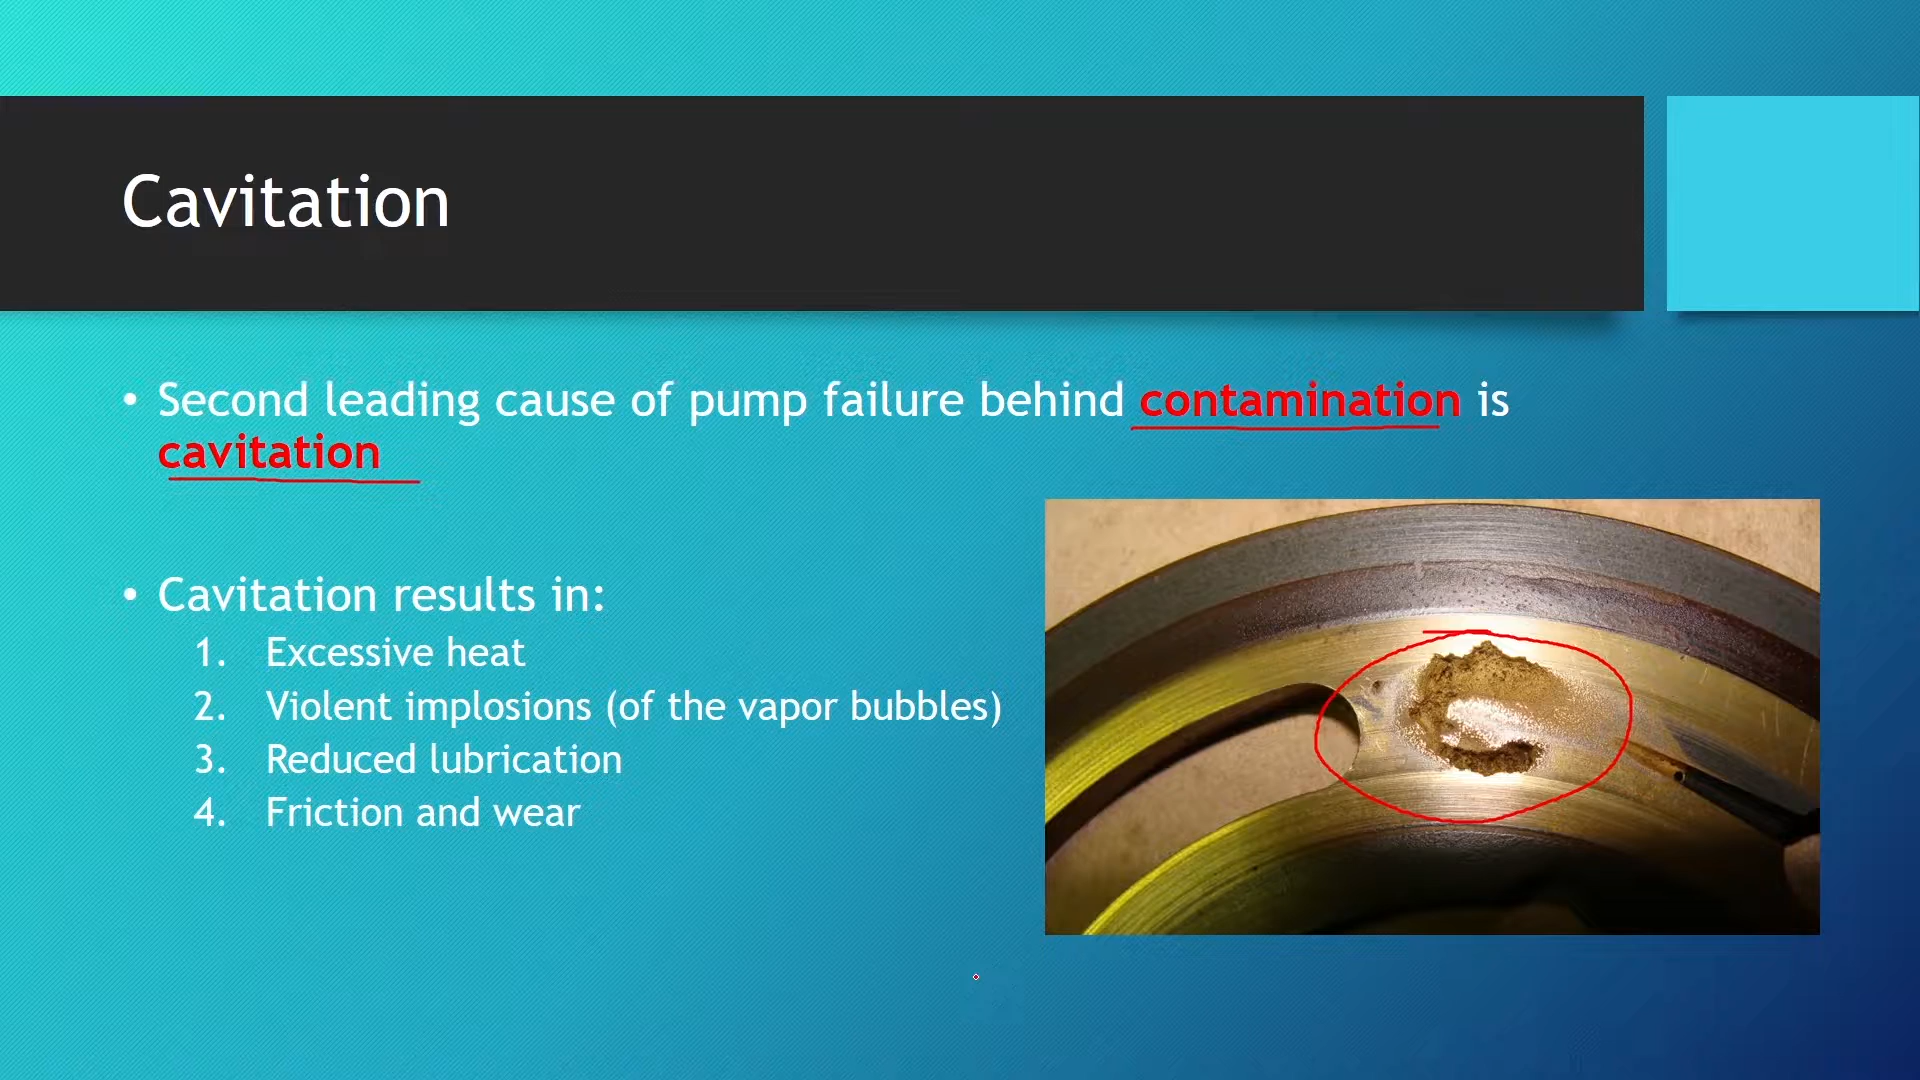 Cavitation
• Second leading cause of pump failure behind contamination is
cavitation
• Cavitation results in:
1. Excessive heat
2. Violent implosions (of the vapor bubbles)
3. Reduced lubrication
4. Friction and wear